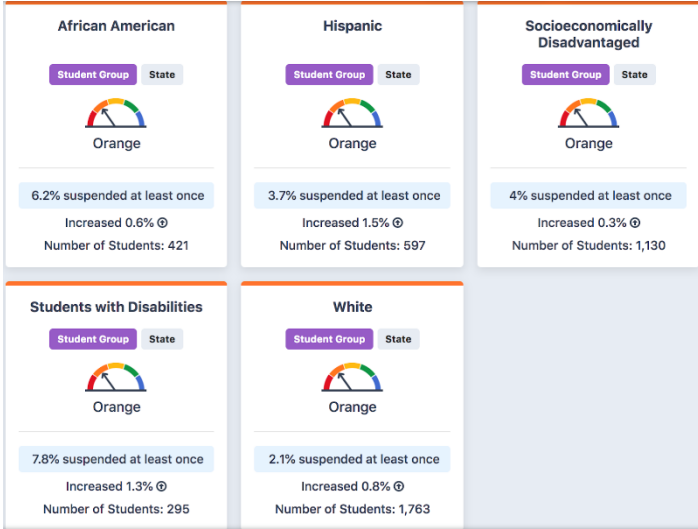 African American
Student Group State
Orange
6.2% suspended at least once
Increased 0.6%
Number of Students: 421
Hispanic
Student Group State
Orange
3.7% suspended at least once
Increased 1.5%
Number of Students: 597
Socioeconomically
Disadvantaged
Student Group State
Orange
4% suspended at least once
Increased 0.3%
Number of Students: 1,130
Students with Disabilities
Student Group State
Orange
7.8% suspended at least once
Increased 1.3%
Number of Students: 295
White
Student Group State
Orange
2.1% suspended at least once
Increased 0.8%
Number of Students: 1,763